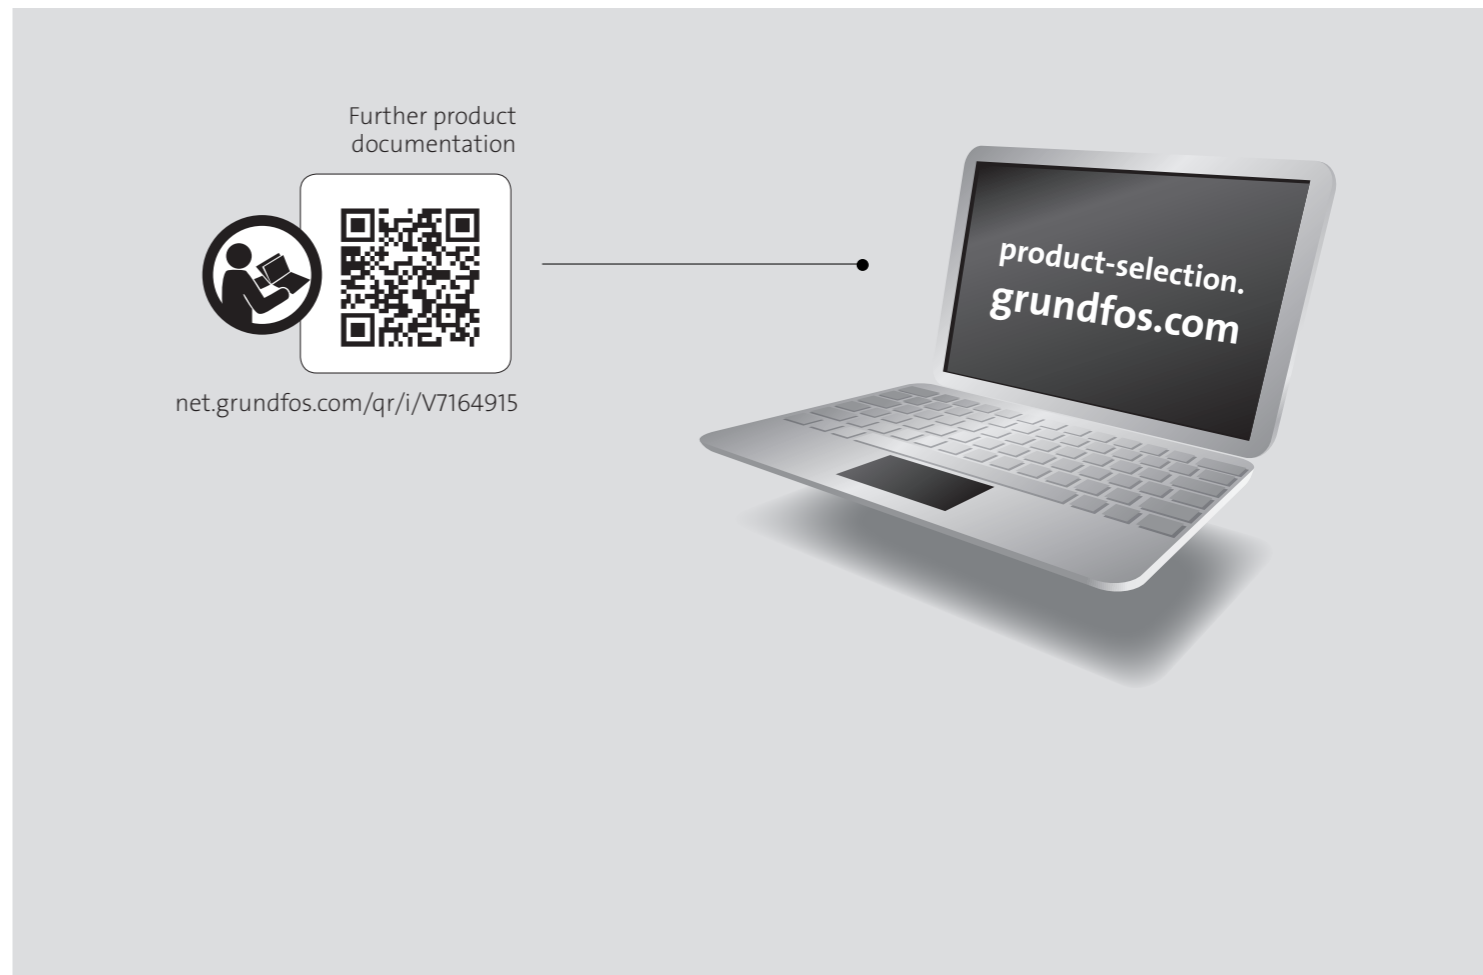 Further product
documentation
net.grundfos.com/qr/i/V7164915
product-selection.
grundfos.com